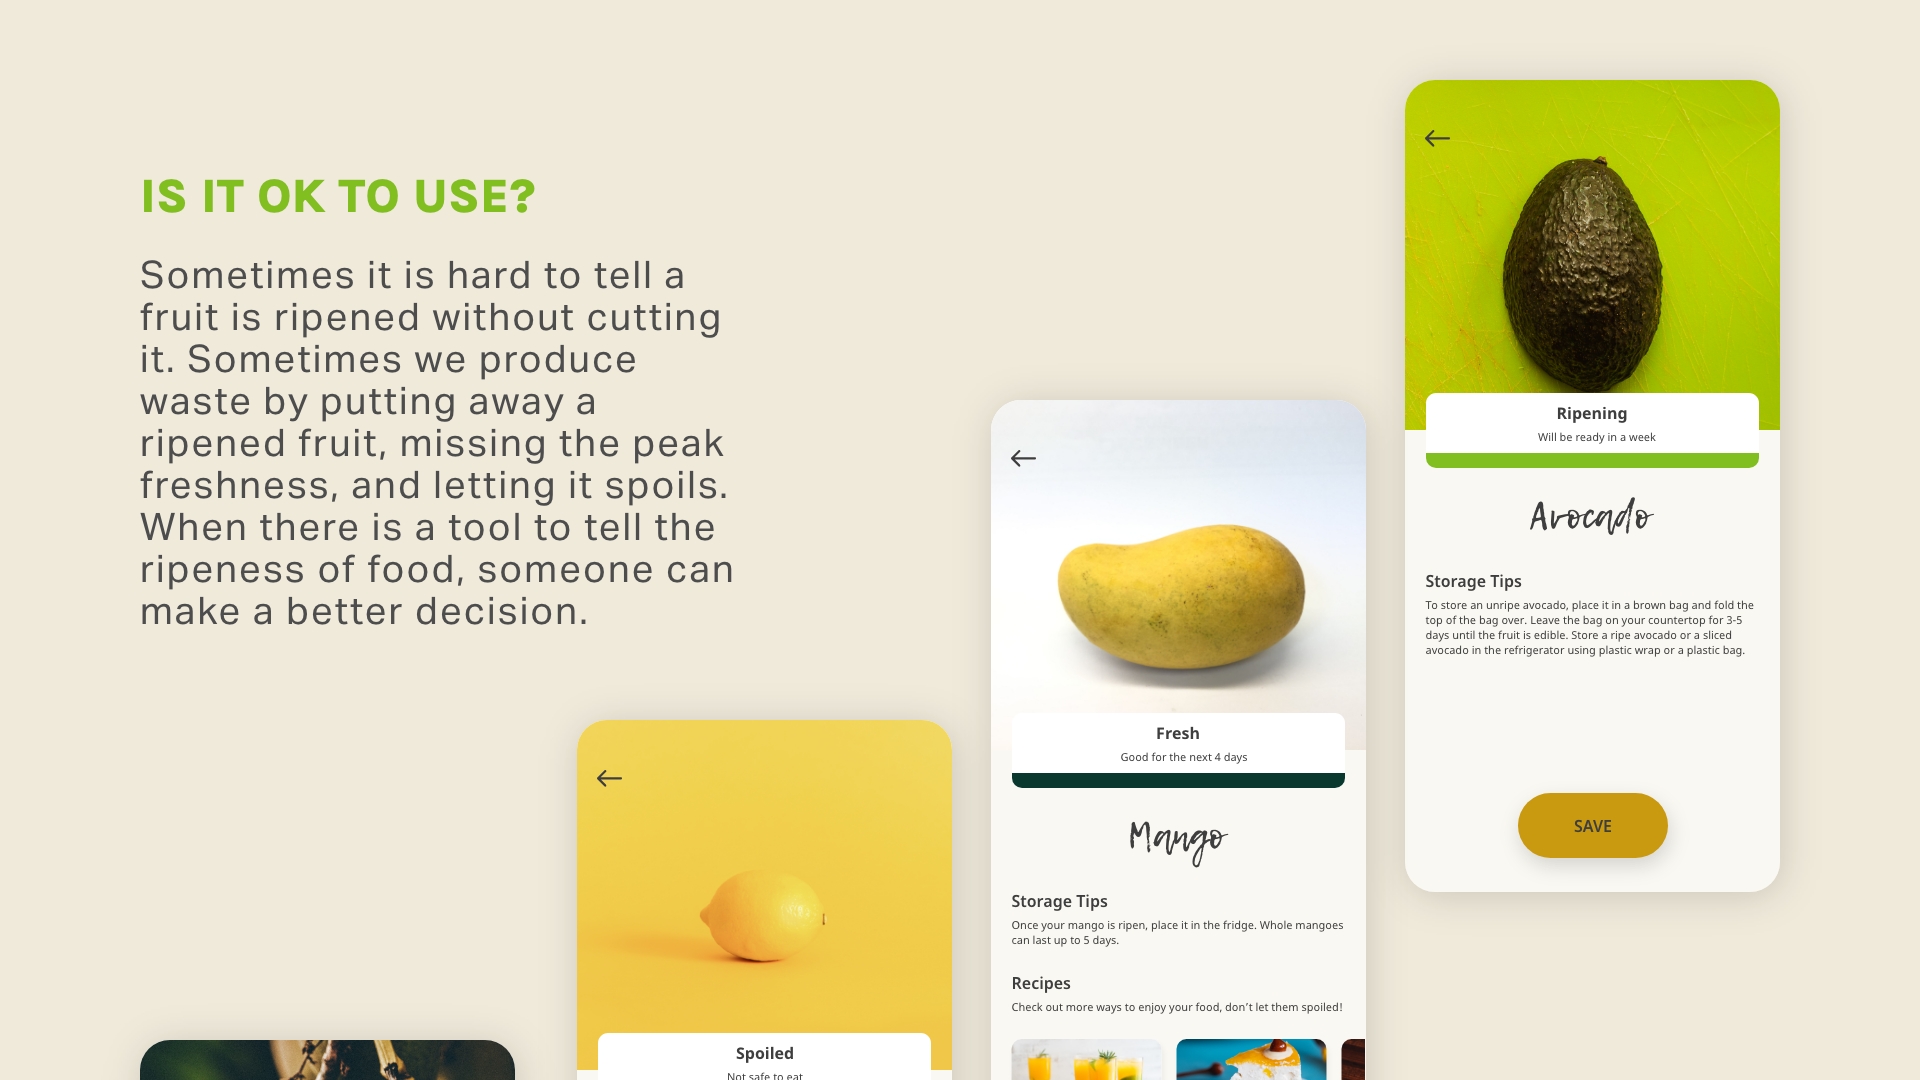 IS IT OK TO USE?
Sometimes it is hard to tell a
fruit is ripened without cutting
it. Sometimes we produce
waste by putting away a
ripened fruit, missing the peak
freshness, and letting it spoils.
When there is a tool to tell the
ripeness of food, someone can
make a better decision.
Spoiled
Not safe to eat
Fresh
Good for the next 4 days
Mango
Storage Tips
Once your mango is ripen, place it in the fridge. Whole mangoes
can last up to 5 days.
Recipes
Check out more ways to enjoy your food, don't let them spoiled!
Ripening
Will be ready in a week
Avocado
Storage Tips
To store an unripe avocado, place it in a brown bag and fold the
top of the bag over. Leave the bag on your countertop for 3-5
days until the fruit is edible. Store a ripe avocado or a sliced
avocado in the refrigerator using plastic wrap or a plastic bag.
SAVE